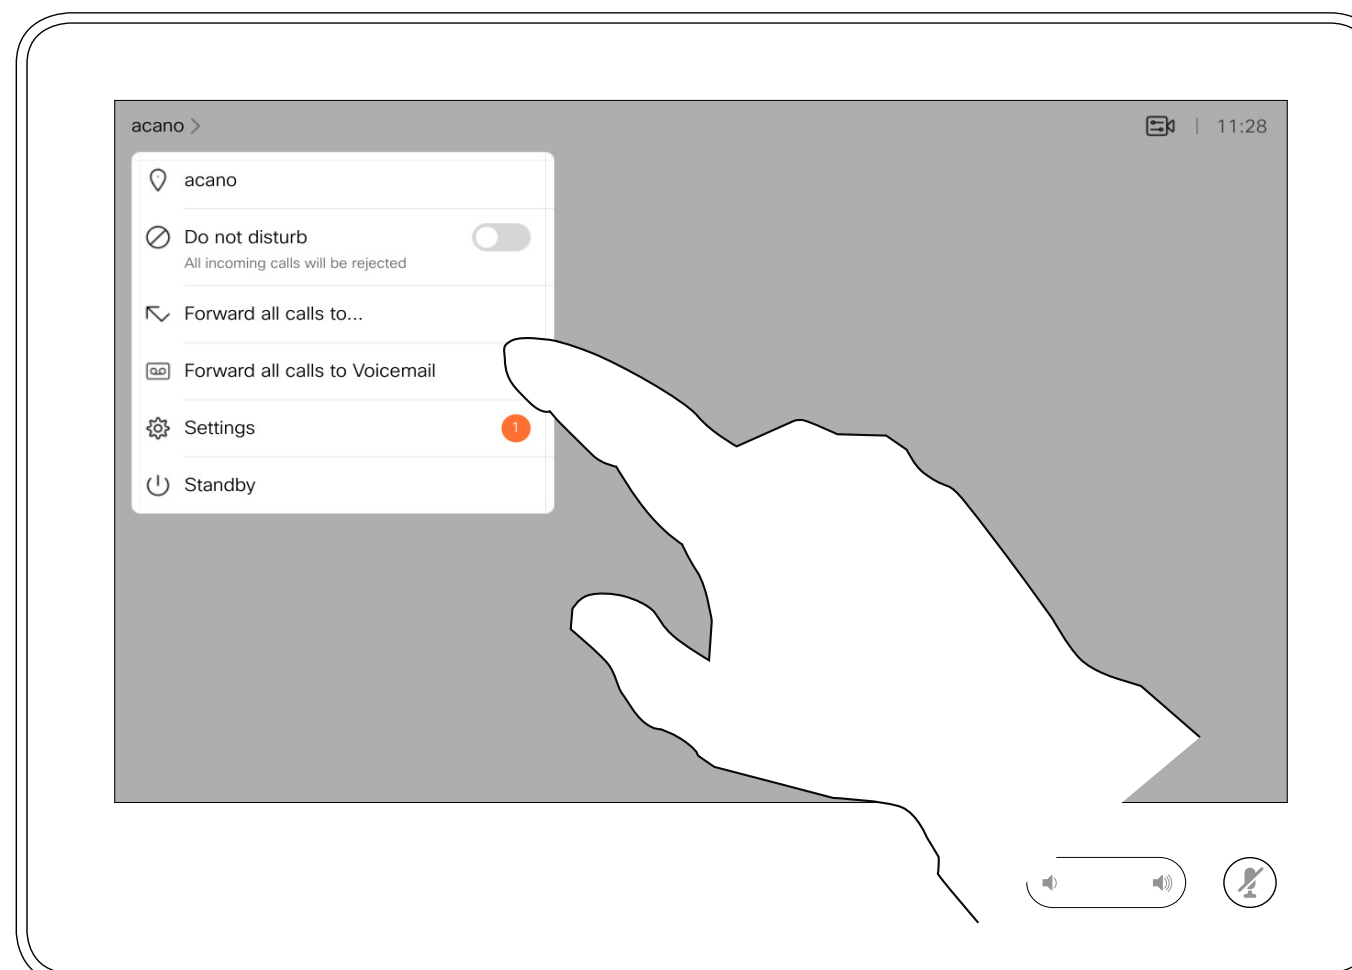 acano
11:28
acano
Do not disturb
All incoming calls will be rejected
Forward all calls to...
Forward all calls to Voicemail
Settings
1
Standby